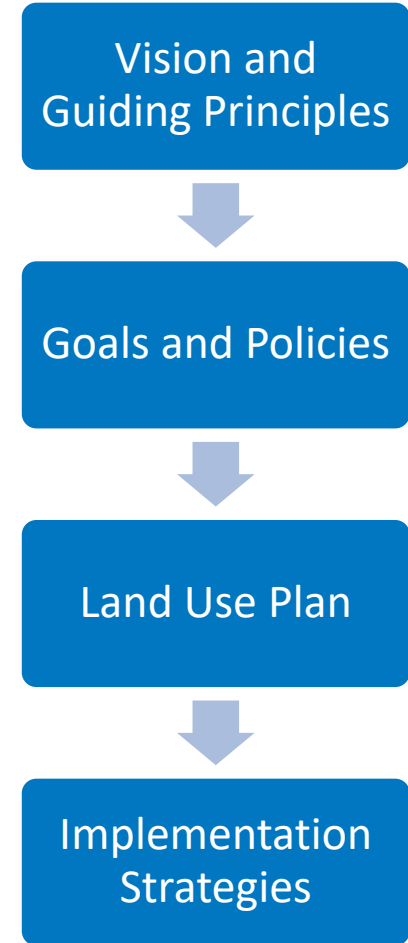 Vision and
Guiding Principles
Goals and Policies
Land Use Plan
Implementation
Strategies